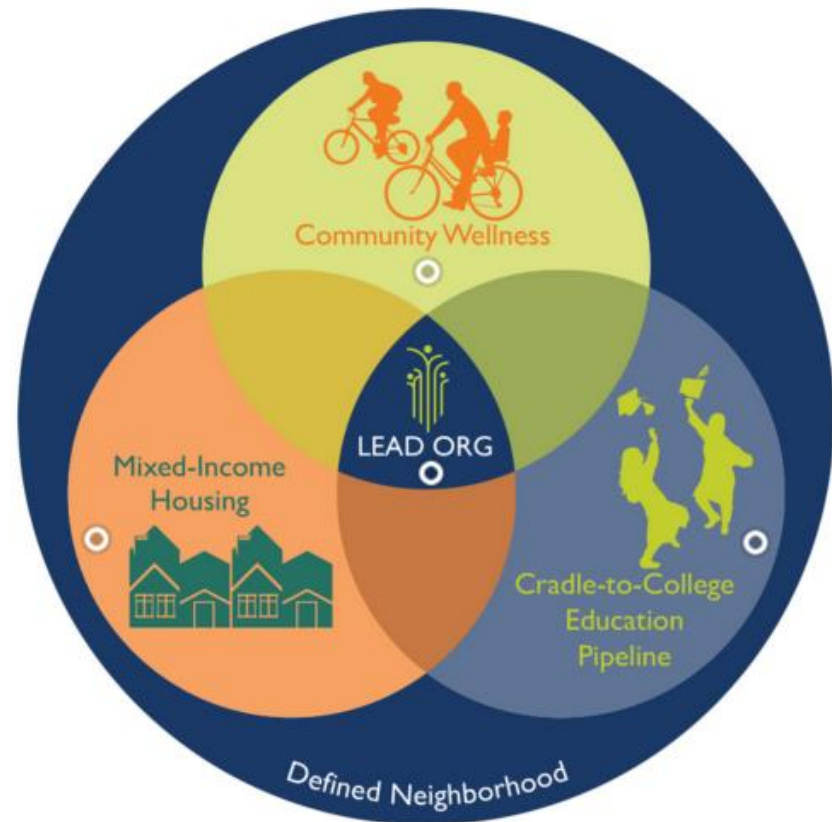 Community Wellness
LEAD ORG
Mixed-Income
Housing
Cradle-to-College
Education
Pipeline
Defined Neighborhood